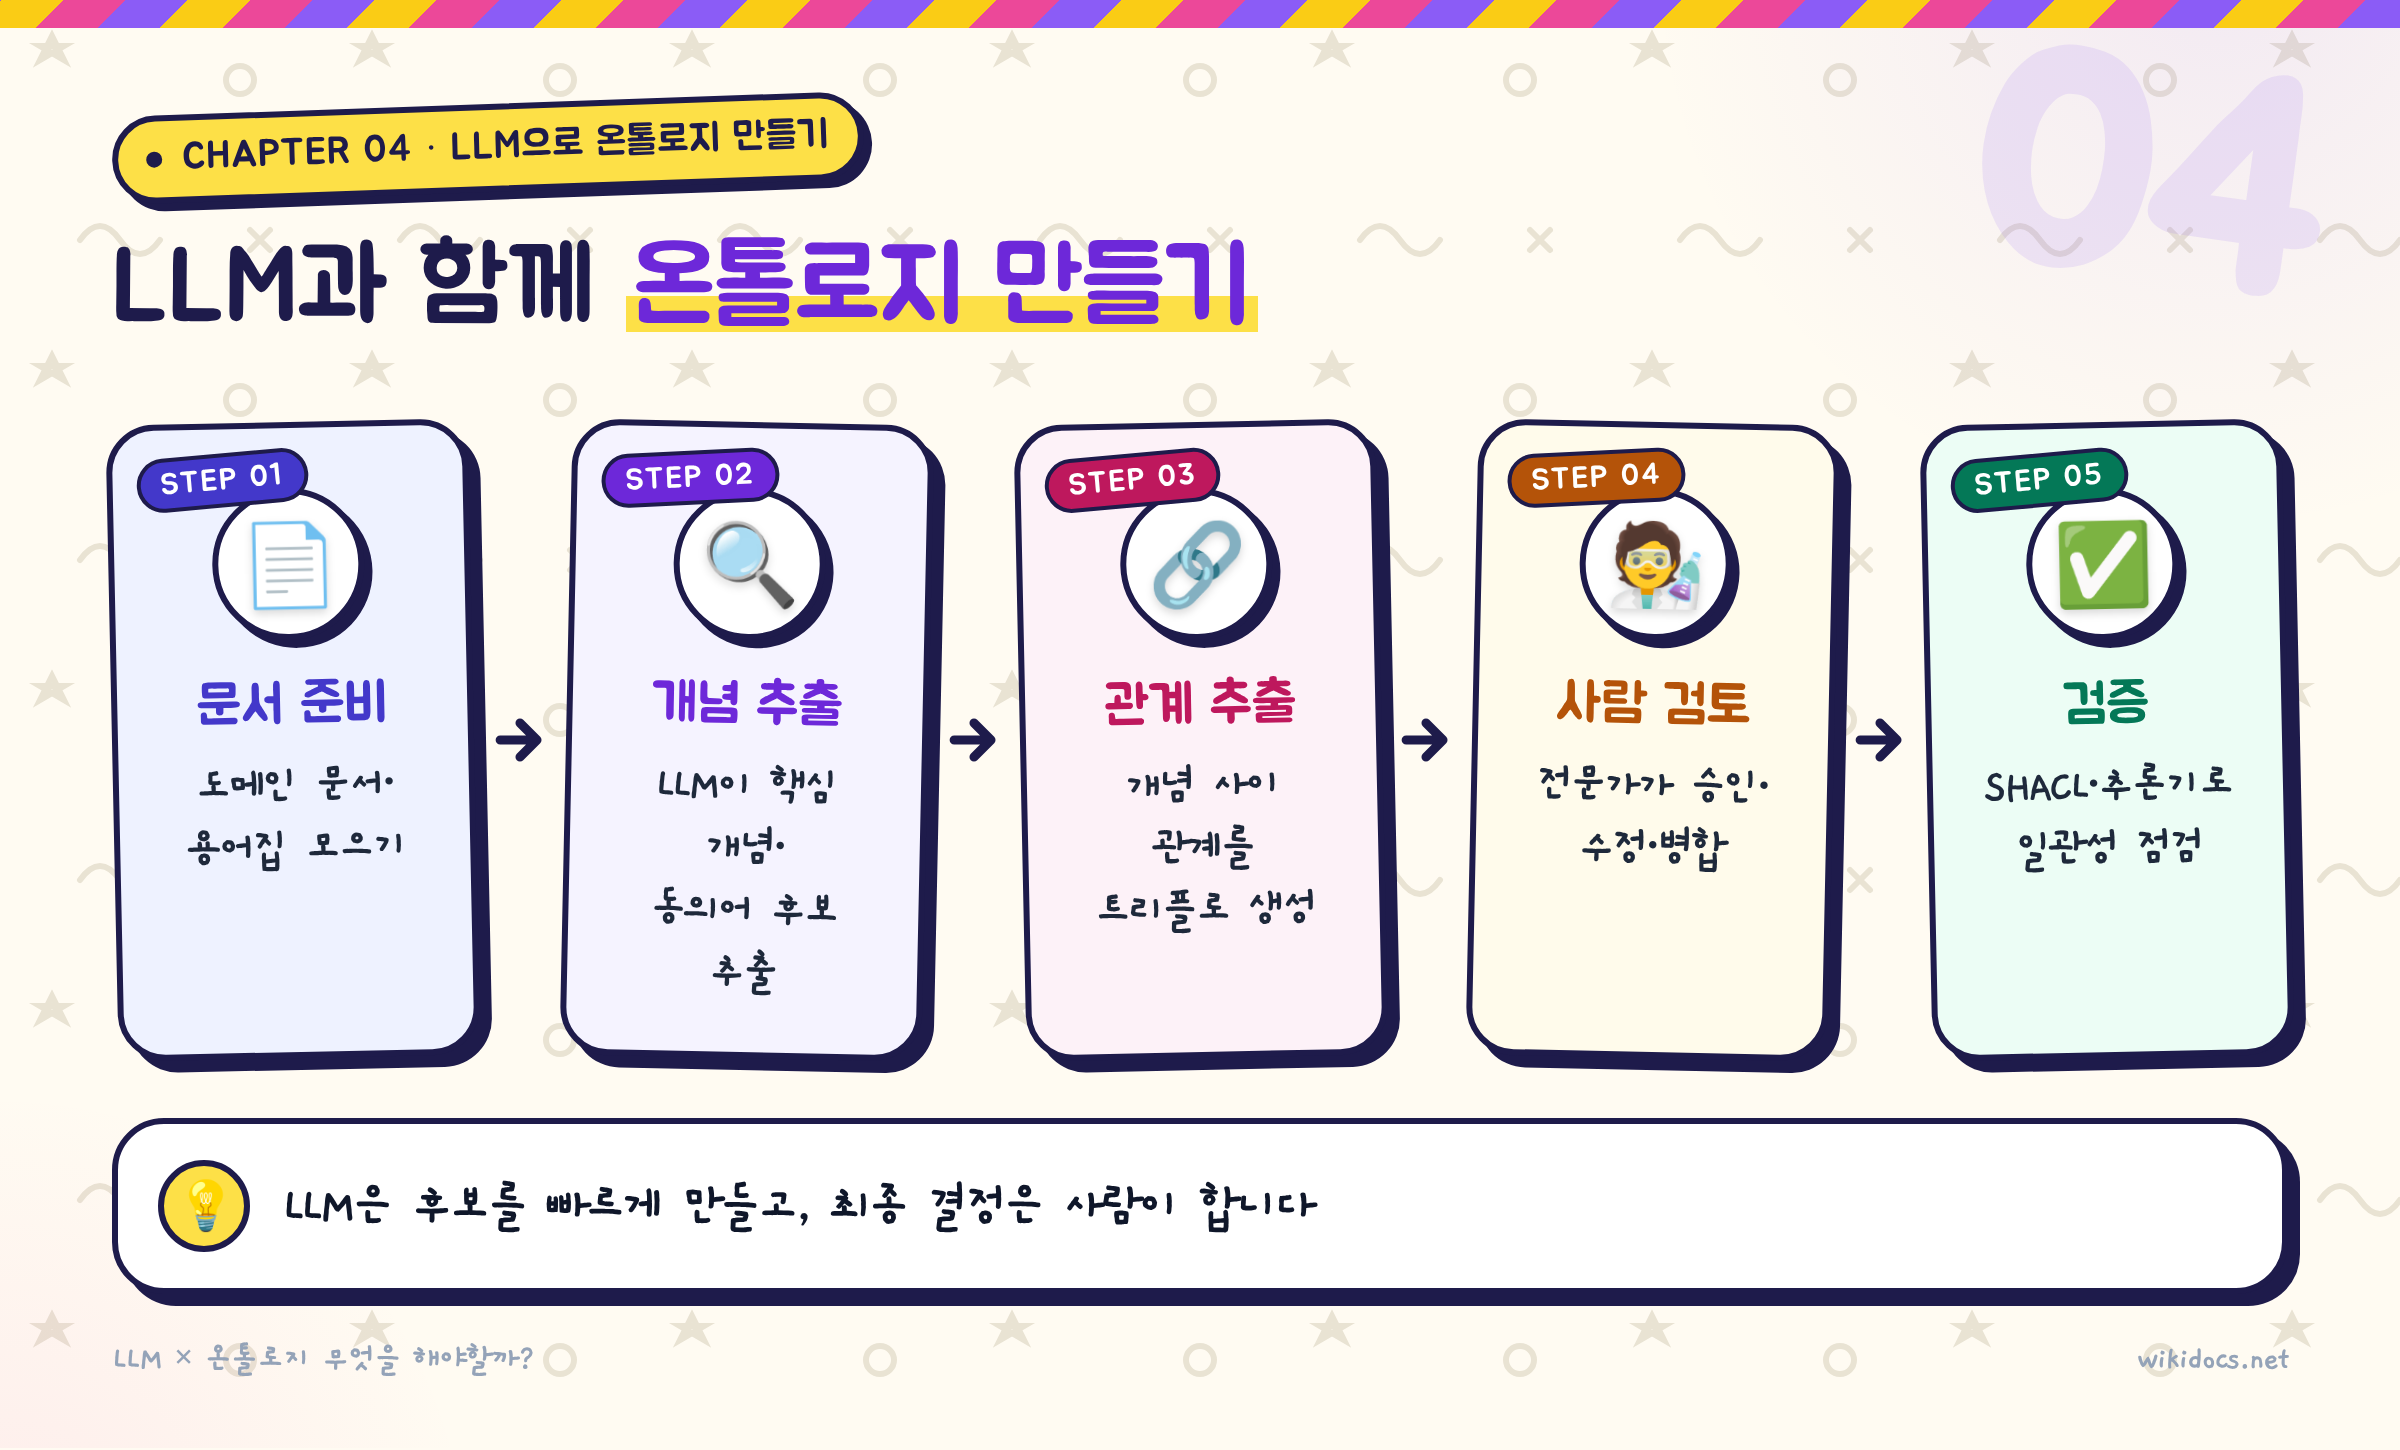 CHAPTER 04 · LLM으로 온톨로지 만들기
04
LLM과 함께 온톨로지 만들기
STEP 01
문서 준비
도메인 문서·
용어집 모으기
STEP 02
개념 추출
LLM이 핵심
개념·
동의어 후보
추출
STEP 03
관계 추출
개념 사이
관계를
트리플로 생성
STEP 04
사람 검토
전문가가 승인·
수정·병합
STEP 05
검증
SHACL·추론기로
일관성 점검
LLM은 후보를 빠르게 만들고, 최종 결정은 사람이 합니다
LLM × 온톨로지 무엇을 해야할까?
wikidocs.net